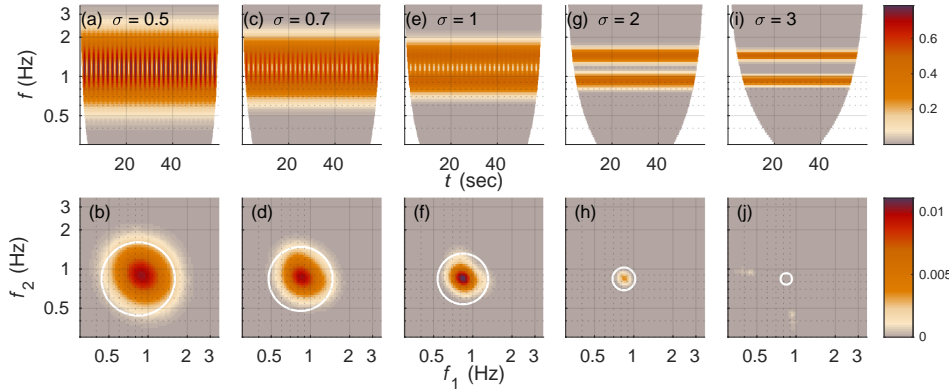 (a) σ = 0.5
(c) σ = 0.7
(e) σ = 1
(g) σ = 2
(i) σ = 3
f (Hz)
3
2
1
0.5
20 40
20 40
20 40
20 40
20 40
t (sec)
0.6
0.4
0.2
(b)
(d)
(f)
(h)
(j)
f2 (Hz)
3
2
1
0.5
0.5 1 2 3
0.5 1 2 3
0.5 1 2 3
0.5 1 2 3
0.5 1 2 3
f1 (Hz)
0.01
0.005
0